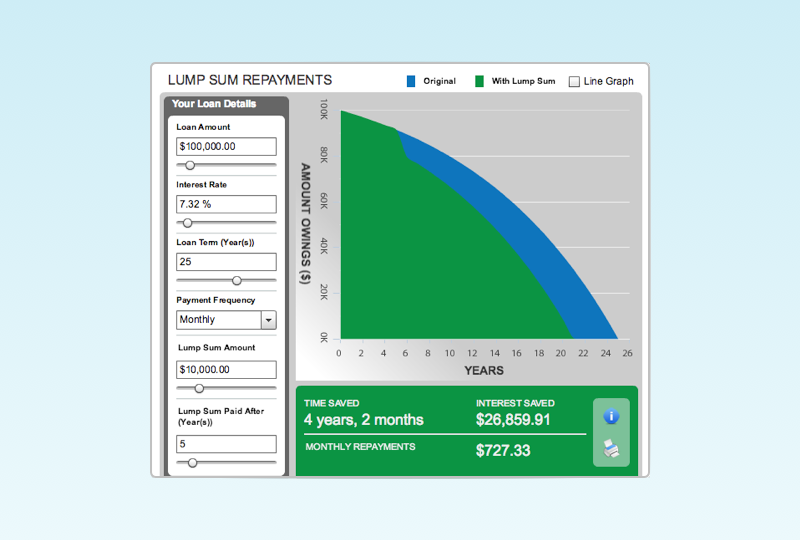 LUMP SUM REPAYMENTS
Original
With Lump Sum
Line Graph
Your Loan Details
Loan Amount
$100,000.00
Interest Rate
7.32 %
Loan Term (Year(s))
25
Payment Frequency
Monthly
Lump Sum Amount
$10,000.00
Lump Sum Paid After
(Year(s))
5
AMOUNT OWINGS ($)
100K
80K
60K
40K
20K
0K
0 2 4 6 8 10 12 14 16 18 20 22 24 26
YEARS
TIME SAVED
4 years, 2 months
INTEREST SAVED
$26,859.91
MONTHLY REPAYMENTS
$727.33
i